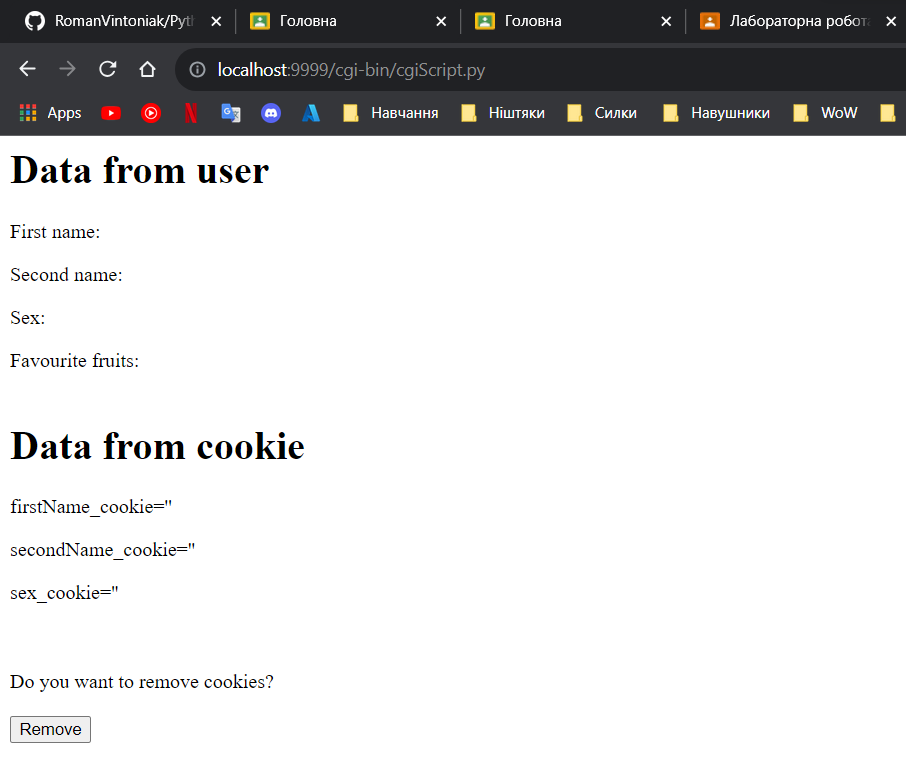 RomanVintoniak/Pyth
Головна
Головна
Лабораторна робота
localhost:9999/cgi-bin/cgiScript.py
Apps
Навчання
Ніштяки
Силки
Навушники
WoW
Data from user
First name:
Second name:
Sex:
Favourite fruits:
Data from cookie
firstName_cookie=''
secondName_cookie=''
sex_cookie=''
Do you want to remove cookies?
Remove